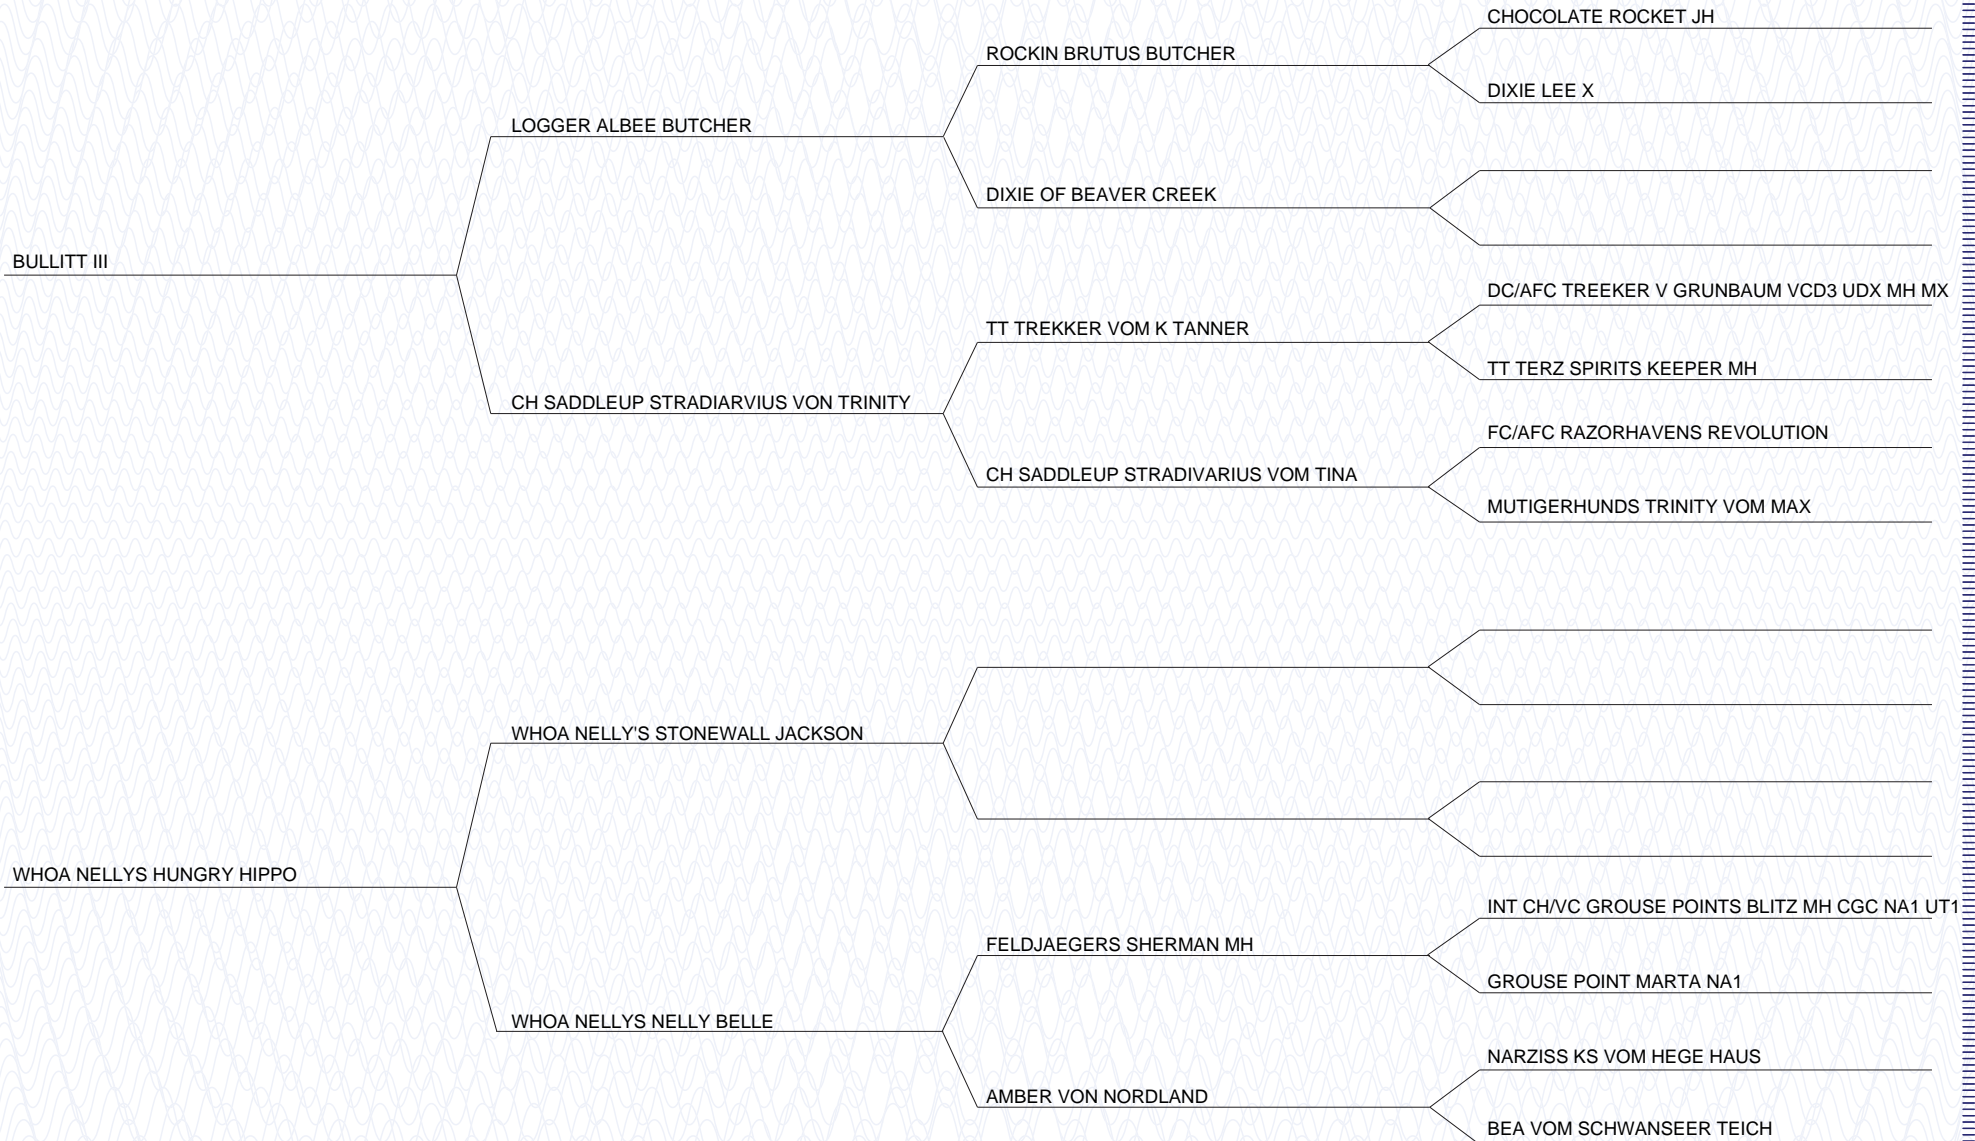 CHOCOLATE ROCKET JH
ROCKIN BRUTUS BUTCHER
DIXIE LEE X
LOGGER ALBEE BUTCHER
DIXIE OF BEAVER CREEK
BULLITT III
DC/AFC TREEKER V GRUNBAUM VCD3 UDX MH MX
TT TREKKER VOM K TANNER
TT TERZ SPIRITS KEEPER MH
CH SADDLEUP STRADIARVIUS VON TRINITY
FC/AFC RAZORHAVENS REVOLUTION
CH SADDLEUP STRADIVARIUS VOM TINA
MUTIGERHUNDS TRINITY VOM MAX
WHOA NELLY'S STONEWALL JACKSON
WHOA NELLYS HUNGRY HIPPO
INT CH/VC GROUSE POINTS BLITZ MH CGC NA1 UT1
FELDJAEGERS SHERMAN MH
GROUSE POINT MARTA NA1
WHOA NELLYS NELLY BELLE
NARZISS KS VOM HEGE HAUS
AMBER VON NORDLAND
BEA VOM SCHWANSEER TEICH